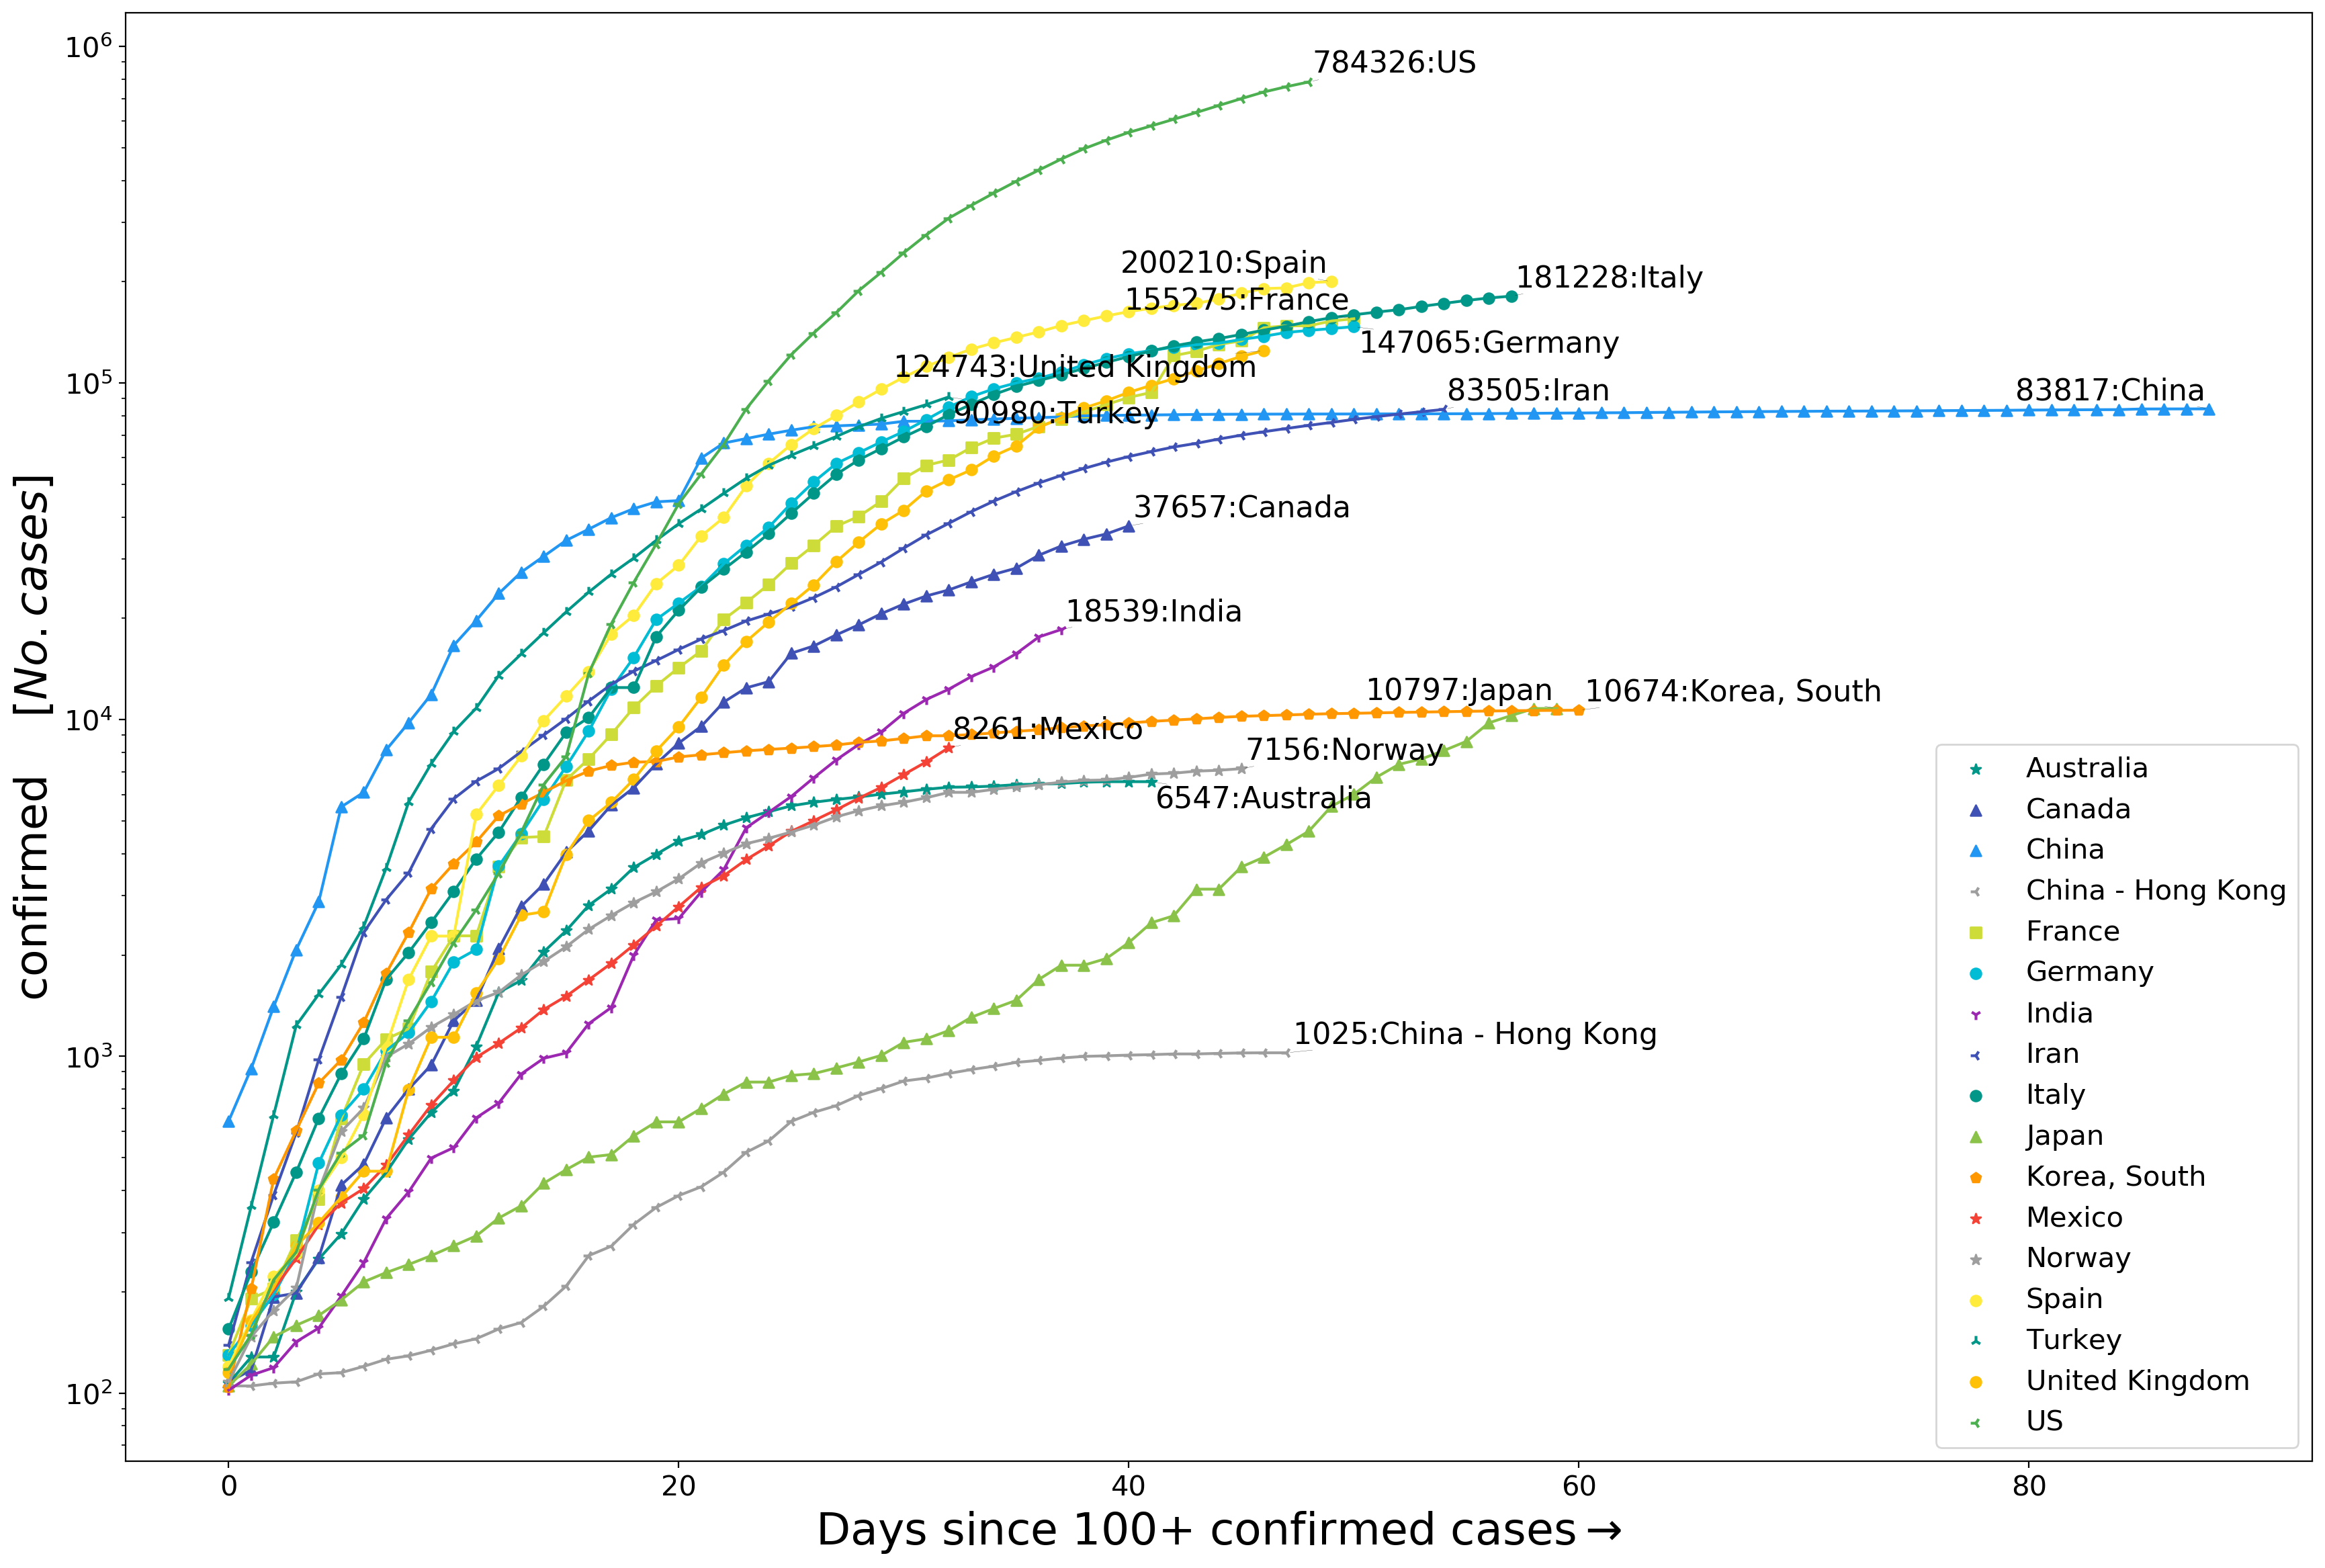 10^6
784326:US
200210:Spain
181228:Italy
155275:France
147065:Germany
124743:United Kingdom
10^5
83505:Iran
83817:China
90980:Turkey
37657:Canada
18539:India
10797:Japan
10674:Korea, South
10^4
8261:Mexico
7156:Norway
6547:Australia
1025:China - Hong Kong
10^3
10^2
confirmed [No. cases]
Australia
Canada
China
China - Hong Kong
France
Germany
India
Iran
Italy
Japan
Korea, South
Mexico
Norway
Spain
Turkey
United Kingdom
US
0 20 40 60 80
Days since 100+ confirmed cases→